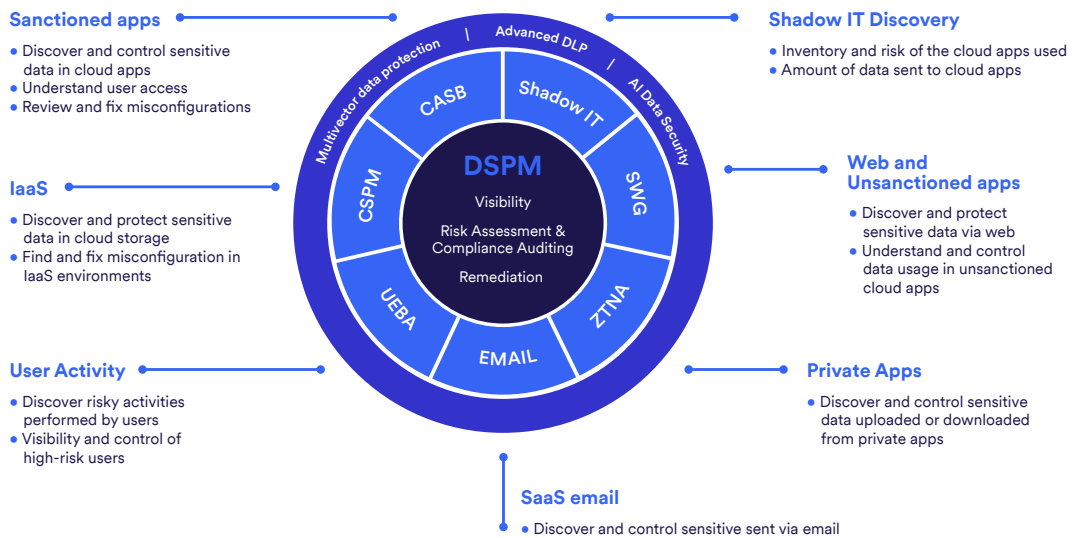 Sanctioned apps
● Discover and control sensitive
data in cloud apps
● Understand user access
● Review and fix misconfigurations
IaaS
● Discover and protect sensitive
data in cloud storage
● Find and fix misconfiguration in
IaaS environments
User Activity
● Discover risky activities
performed by users
● Visibility and control of
high-risk users
Multivector data protection | Advanced DLP | AI Data Security
CASB
Shadow IT
SWG
ZTNA
EMAIL
UEBA
CSPM
DSPM
Visibility
Risk Assessment &
Compliance Auditing
Remediation
Shadow IT Discovery
● Inventory and risk of the cloud apps used
● Amount of data sent to cloud apps
Web and
Unsanctioned apps
● Discover and protect
sensitive data via web
● Understand and control
data usage in unsanctioned
cloud apps
Private Apps
● Discover and control sensitive
data uploaded or downloaded
from private apps
SaaS email
● Discover and control sensitive sent via email